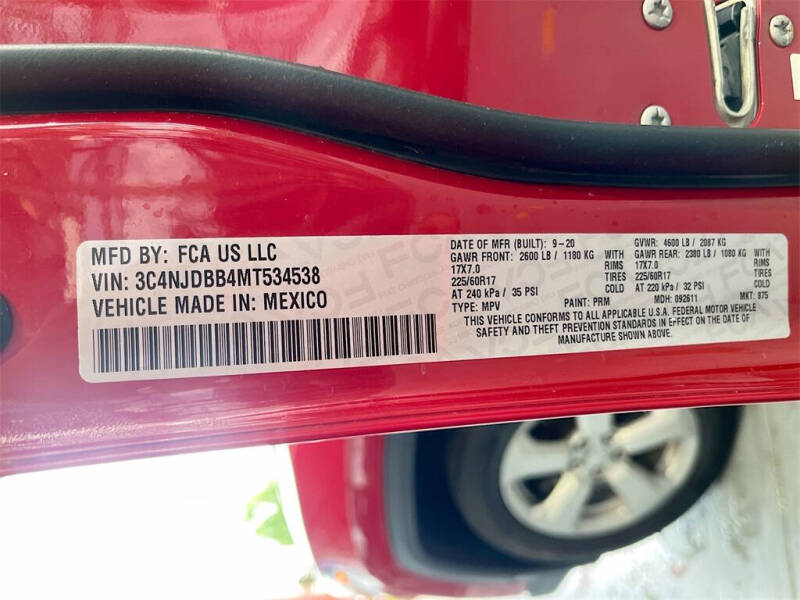 MFD BY: FCA US LLC
VIN: 3C4NJDBB4MT534538
VEHICLE MADE IN: MEXICO
DATE OF MFR (BUILT): 9-20 GVWR: 4600 LB / 2087 KG
GAWR FRONT: 2600 LB / 1180 KG WITH GAWR REAR: 2380 LB / 1080 KG WITH
17X7.0 RIMS 17X7.0 RIMS
225/60R17 TIRES 225/60R17 TIRES
AT 240 kPa / 35 PSI COLD AT 220 kPa / 32 PSI COLD
TYPE: MPV PAINT: PRM MDH: 092611 MKT: 875
THIS VEHICLE CONFORMS TO ALL APPLICABLE U.S.A. FEDERAL MOTOR VEHICLE
SAFETY AND THEFT PREVENTION STANDARDS IN EFFECT ON THE DATE OF
MANUFACTURE SHOWN ABOVE.